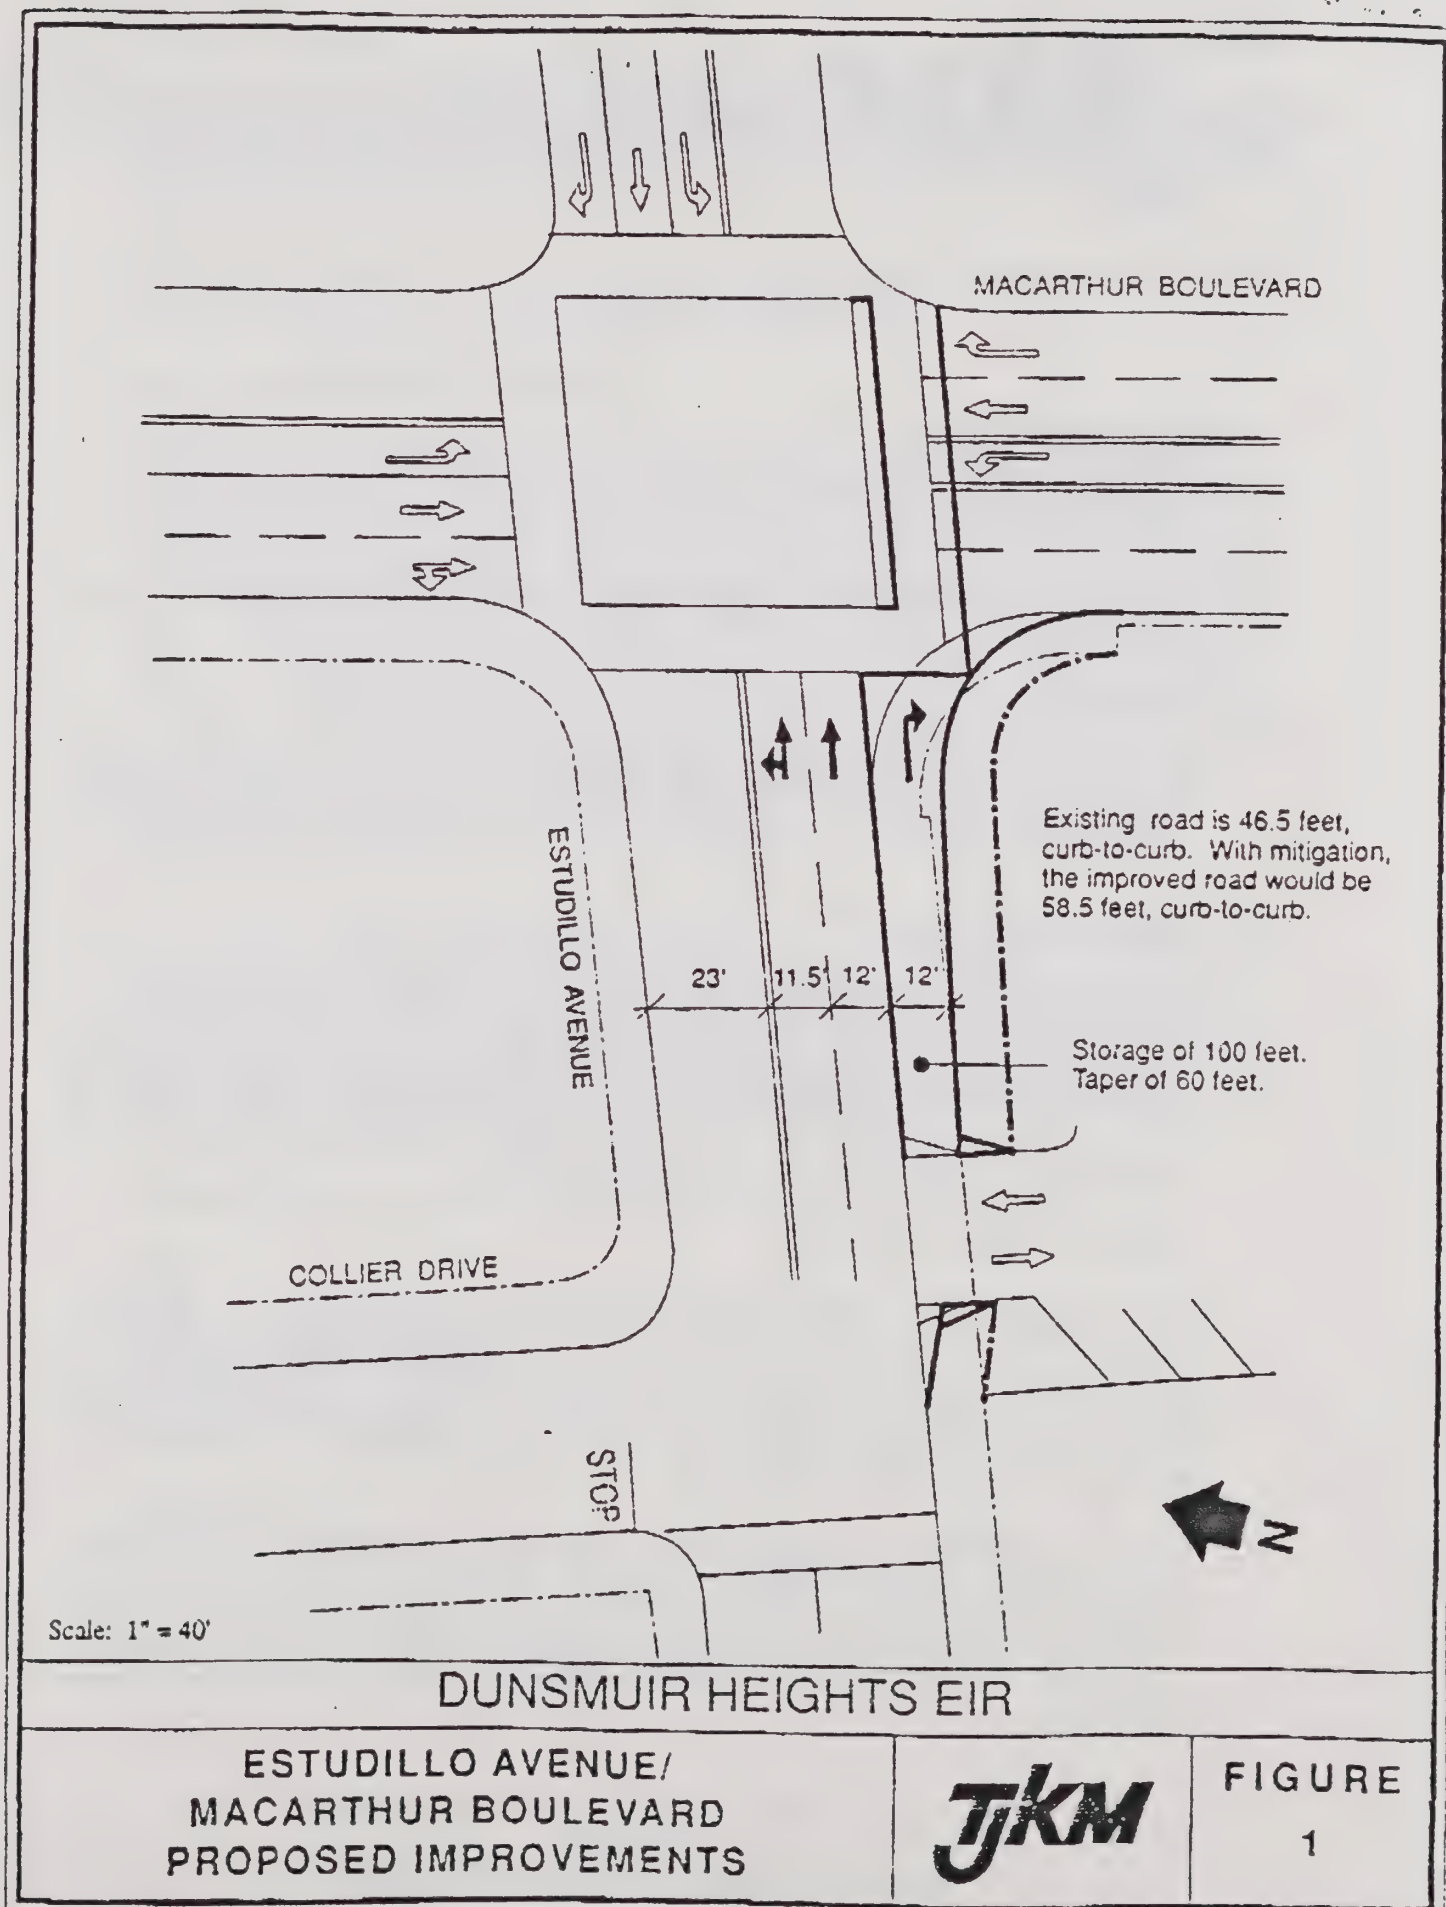 MACARTHUR BOULEVARD
Existing road is 46.5 feet,
curb-to-curb. With mitigation,
the improved road would be
58.5 feet, curb-to-curb.
ESTUDILLO AVENUE
23' 11.5' 12' 12'
Storage of 100 feet.
Taper of 60 feet.
COLLIER DRIVE
STOP
N
Scale: 1" = 40'
DUNSMUIR HEIGHTS EIR
ESTUDILLO AVENUE/
MACARTHUR BOULEVARD
PROPOSED IMPROVEMENTS
TJKM
FIGURE
1